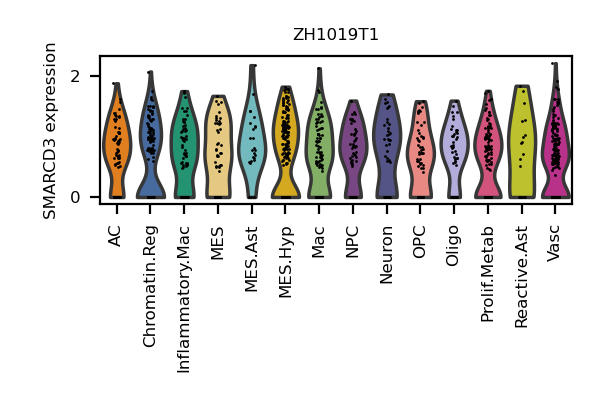 ZH1019T1
SMARCD3 expression
2
0
AC
Chromatin.Reg
Inflammatory.Mac
MES
MES.Ast
MES.Hyp
Mac
NPC
Neuron
OPC
Oligo
Prolif.Metab
Reactive.Ast
Vasc